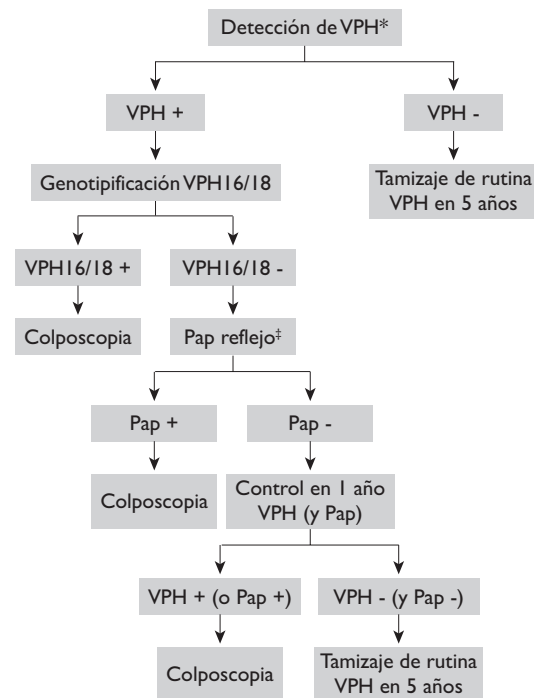 Detección de VPH*
VPH +
VPH -
Genotipificación VPH16/18
Tamizaje de rutina
VPH en 5 años
VPH16/18 +
VPH16/18 -
Colposcopia
Pap reflejo‡
Pap +
Pap -
Colposcopia
Control en 1 año
VPH (y Pap)
VPH + (o Pap +)
VPH - (y Pap -)
Colposcopia
Tamizaje de rutina
VPH en 5 años